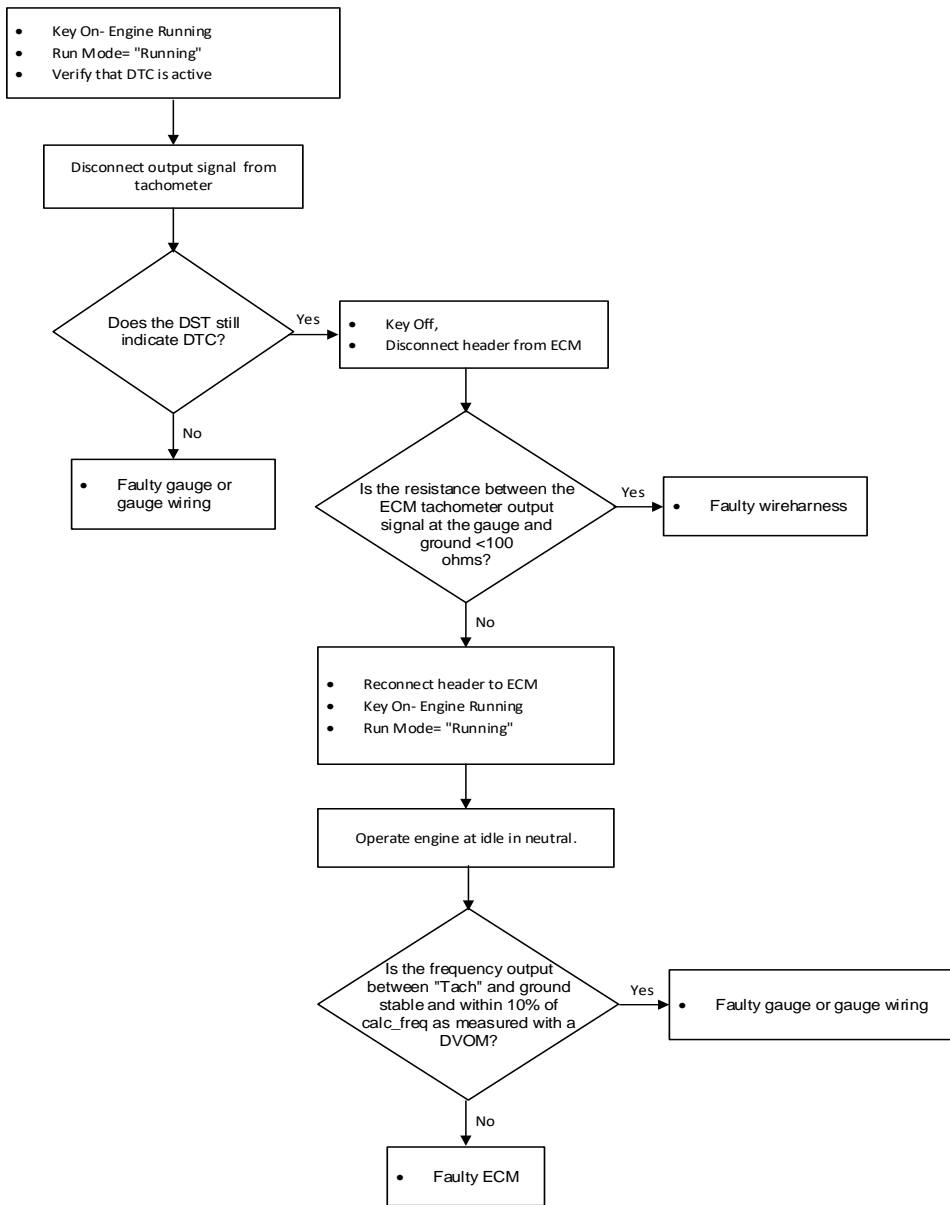 • Key On- Engine Running
• Run Mode= "Running"
• Verify that DTC is active
Disconnect output signal from
tachometer
Does the DST still
indicate DTC?
Yes
• Key Off,
• Disconnect header from ECM
No
• Faulty gauge or
gauge wiring
Is the resistance between the
ECM tachometer output
signal at the gauge and
ground <100
ohms?
Yes
• Faulty wireharness
No
• Reconnect header to ECM
• Key On- Engine Running
• Run Mode= "Running"
Operate engine at idle in neutral.
Is the frequency output
between "Tach" and ground
stable and within 10% of
calc_freq as measured with a
DVOM?
Yes
• Faulty gauge or gauge wiring
No
• Faulty ECM